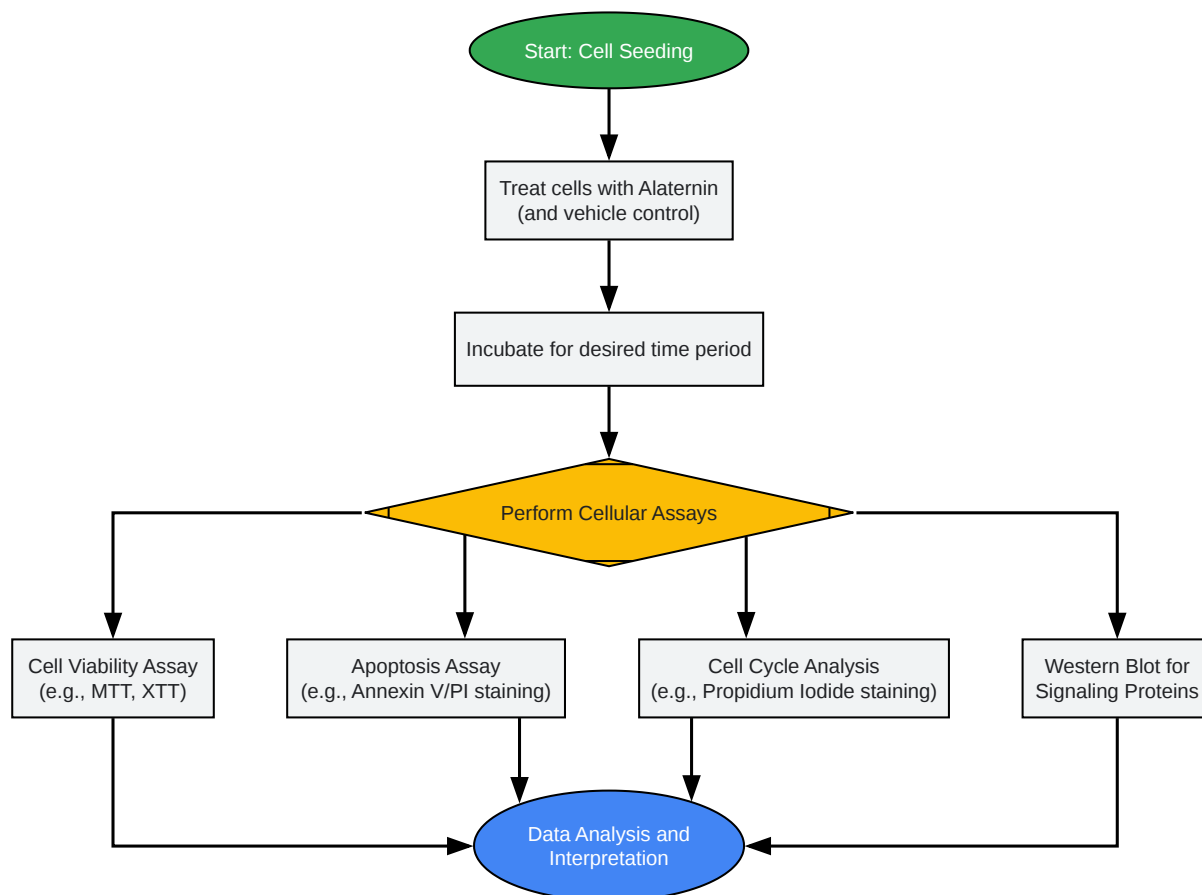 Start: Cell Seeding
Treat cells with Alaternin
(and vehicle control)
Incubate for desired time period
Perform Cellular Assays
Cell Viability Assay
(e.g., MTT, XTT)
Apoptosis Assay
(e.g., Annexin V/PI staining)
Cell Cycle Analysis
(e.g., Propidium Iodide staining)
Western Blot for
Signaling Proteins
Data Analysis and
Interpretation